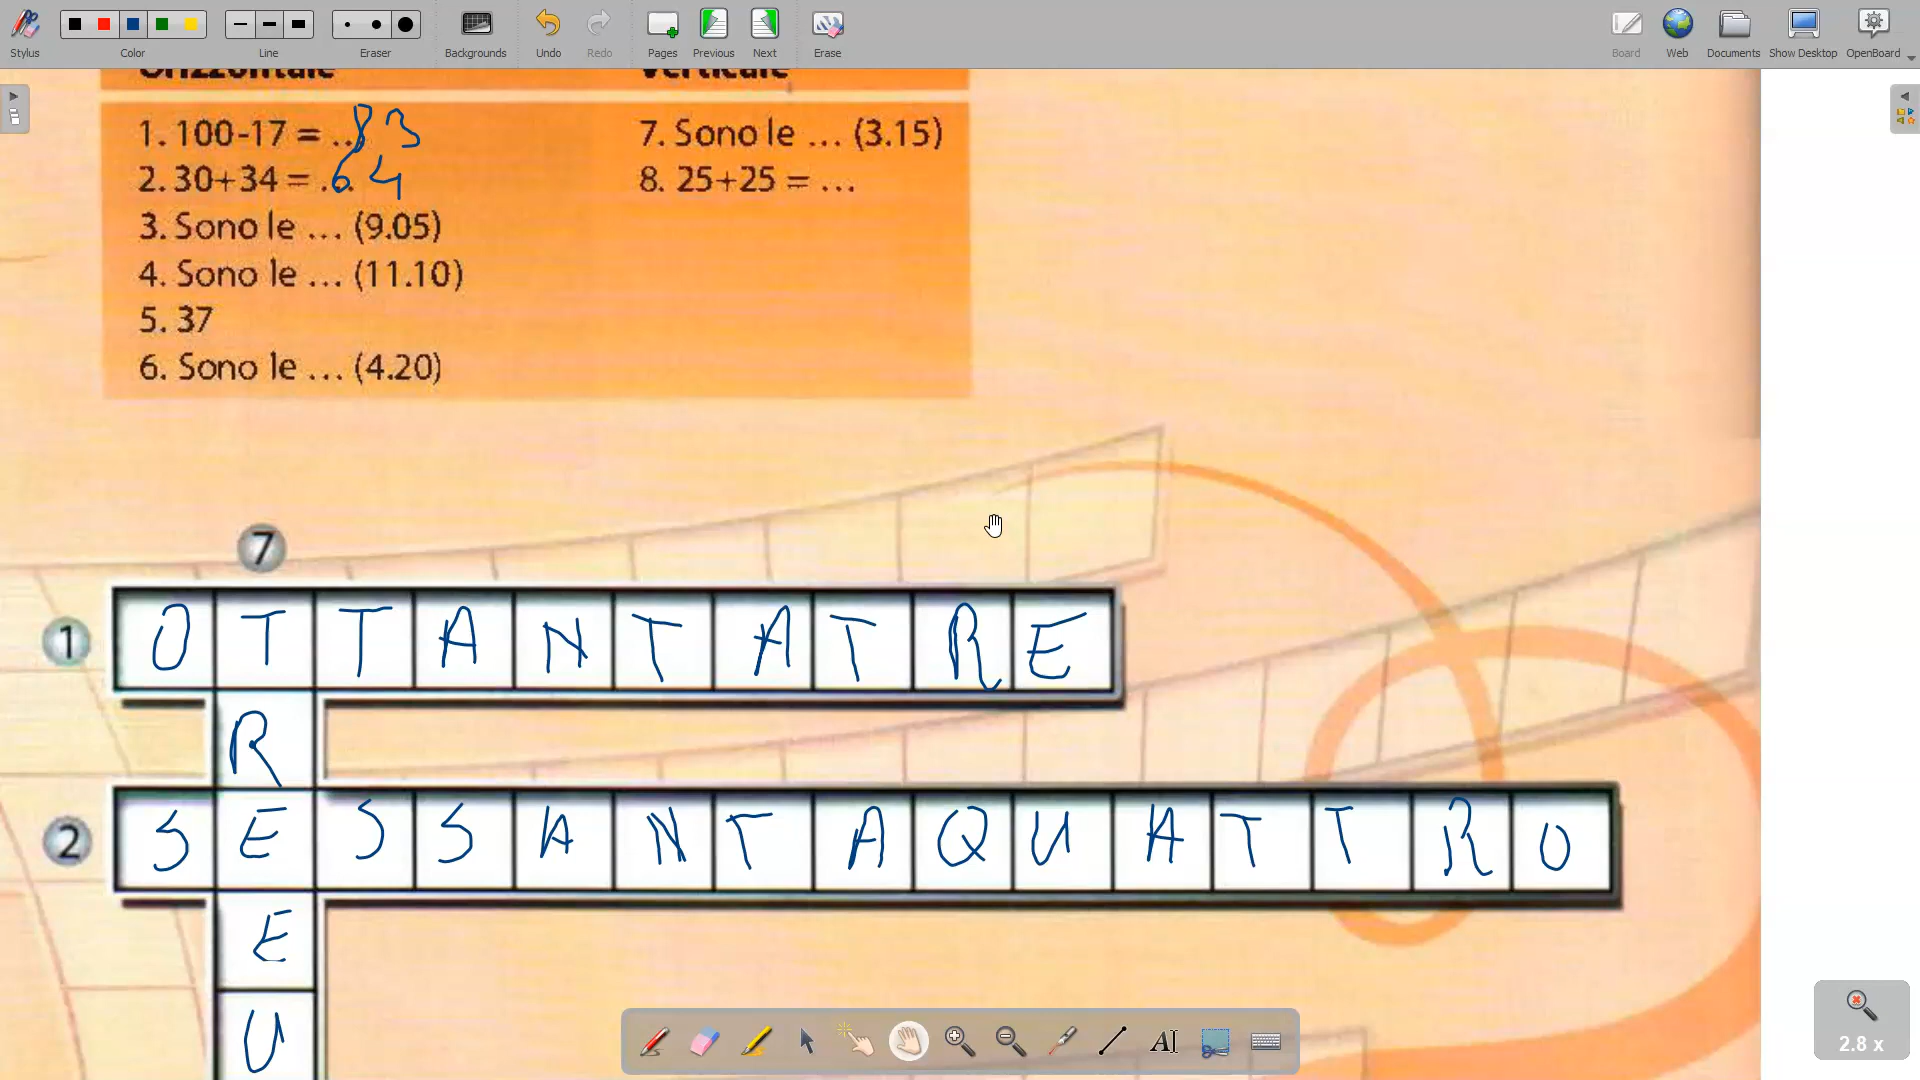 Stylus
Color
Line
Eraser
Backgrounds
Undo
Redo
Pages
Previous
Next
Erase
Board
Web
Documents
Show Desktop
OpenBoard
Orizzontale
Verticale
1. 100-17 = ..83
2. 30+34 = .64
3. Sono le ... (9.05)
4. Sono le ... (11.10)
5. 37
6. Sono le ... (4.20)
7. Sono le ... (3.15)
8. 25+25 = ...
7
1 O T T A N T A T R E
R
2 S E S S A N T A Q U A T T R O
E
U
2.8 x